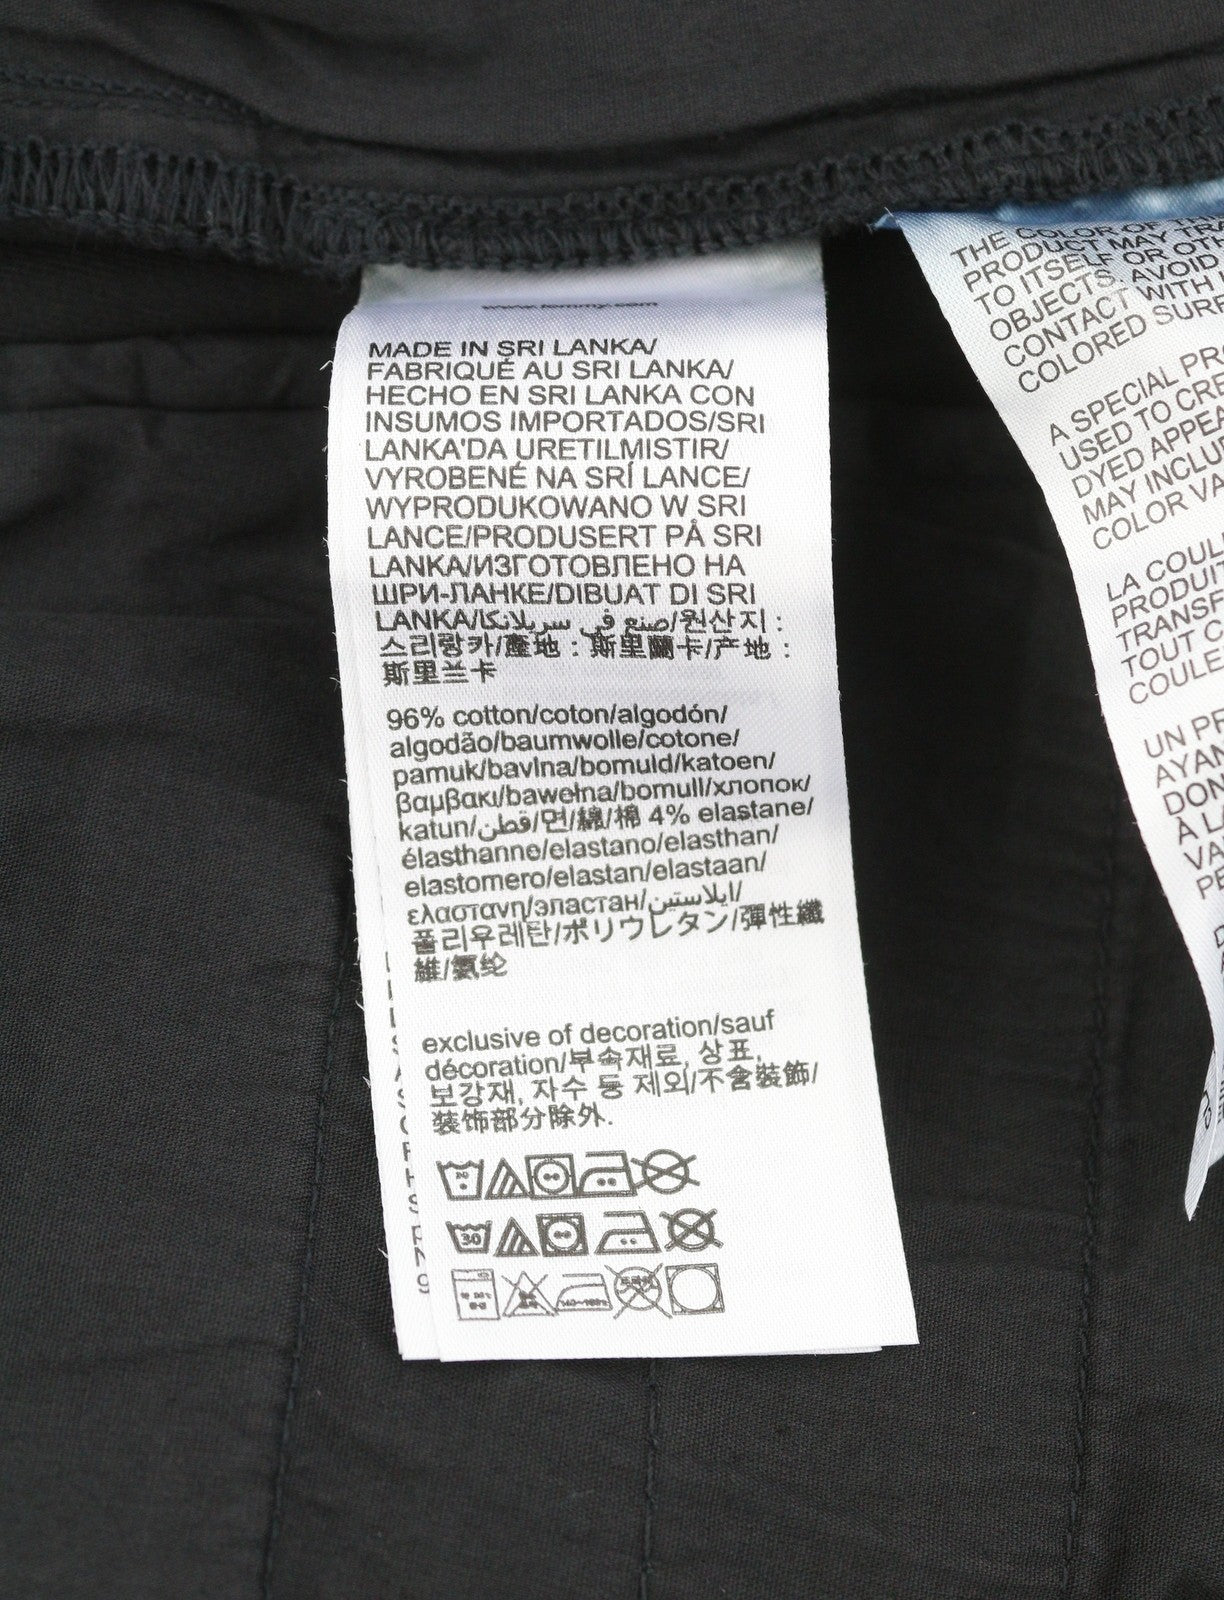 www.tommy.com
MADE IN SRI LANKA/
FABRIQUÉ AU SRI LANKA/
HECHO EN SRI LANKA CON
INSUMOS IMPORTADOS/SRI
LANKA'DA URETILMISTIR/
VYROBENÉ NA SRÍ LANCE/
WYPRODUKOWANO W SRI
LANCE/PRODUSERT PÅ SRI
LANKA/ИЗГОТОВЛЕНО НА
ШРИ-ЛАНКЕ/DIBUAT DI SRI
LANKA/صنع في سريلانكا/원산지 :
스리랑카/產地 : 斯里蘭卡/产地 :
斯里兰卡
96% cotton/coton/algodón/
algodão/baumwolle/cotone/
pamuk/bavlna/bomuld/katoen/
βαμβακι/bawełna/bomull/хлопок/
katun/قطن/면/綿/棉 4% elastane/
élasthanne/elastano/elasthan/
elastomero/elastan/elastaan/
ελαστανη/эластан/ايلاستين/
폴리우레탄/ポリウレタン/彈性纖
維/氨纶
exclusive of decoration/sauf
décoration/부속재료, 상표,
보강재, 자수 등 제외/不含裝飾/
装饰部分除外.
30
THE COLOR OF THI
PRODUCT MAY TRA
TO ITSELF OR OTH
OBJECTS. AVOID
CONTACT WITH
COLORED SURF
A SPECIAL PRO
USED TO CRE
DYED APPEA
MAY INCLU
COLOR VA
LA COUL
PRODUIT
TRANSF
TOUT C
COULE
UN PR
AYAN
DON
À LA
VA
PE